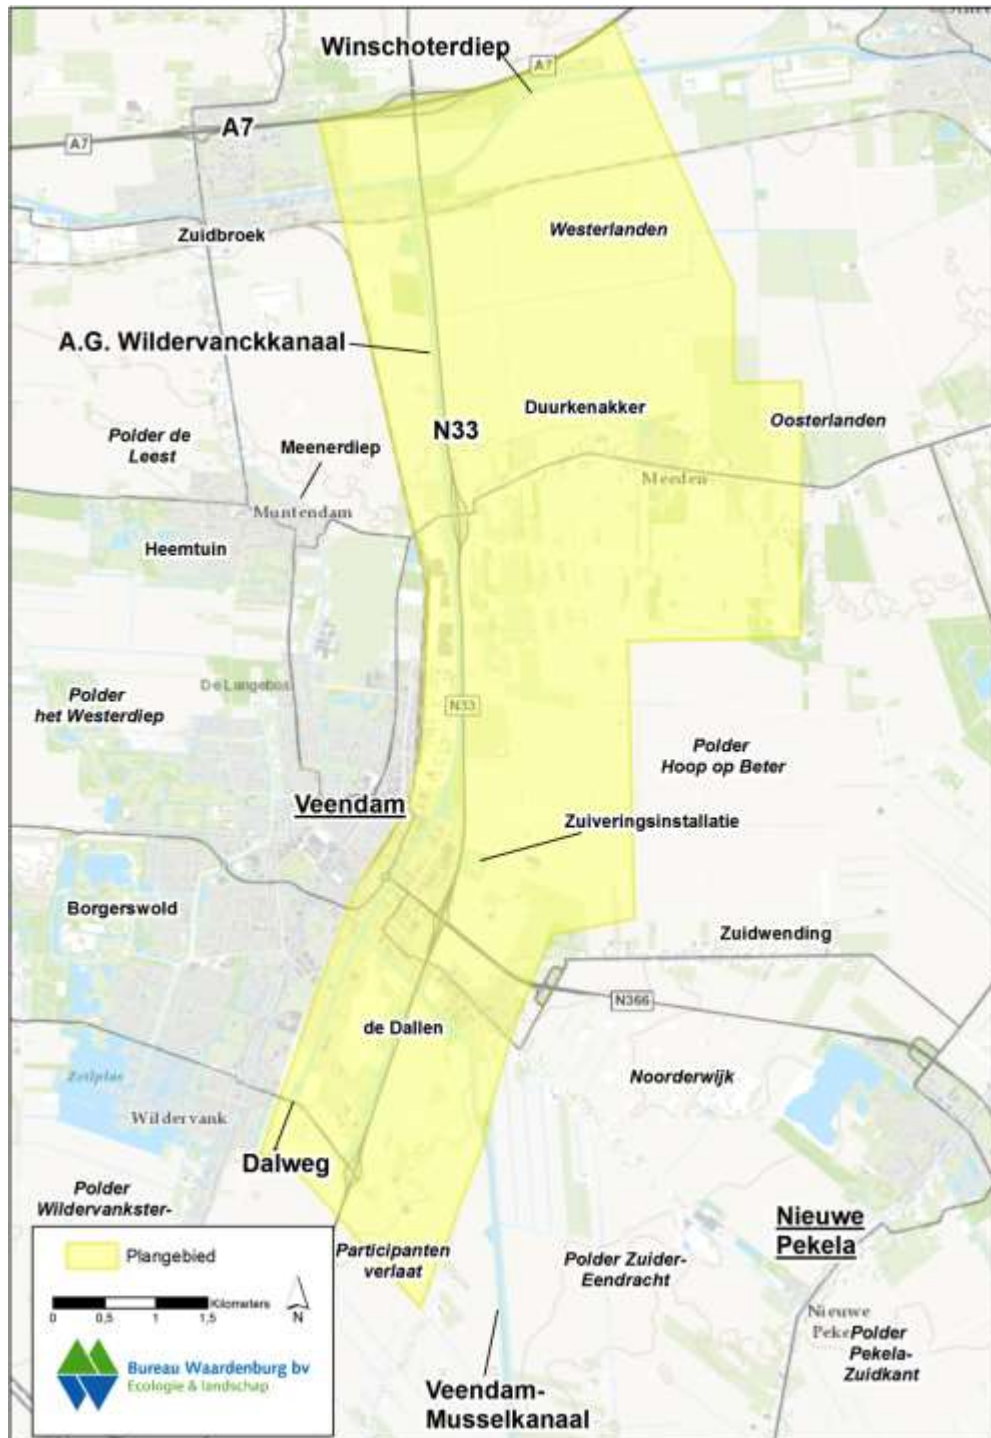 Winschoterdiep
A7
A7
A7
Zuidbroek
Westerlanden
A.G. Wildervanckkanaal
Duurkenakker
N33
Oosterlanden
Polder de
Leest
Meenerdiep
Meeden
Muntendam
Heemtuin
De Langebos
Polder
het Westerdiep
N33
Polder
Hoop op Beter
Veendam
Zuiveringsinstallatie
Borgerswold
Zuidwending
N366
de Dallen
Noorderwijk
Zeilplas
Wildervank
Dalweg
Polder
Wildervankster-
Nieuwe
Pekela
Participanten
verlaat
Polder Zuider-
Eendracht
Nieuwe
Polder
Pekela-
Zuidkant
Plangebied
Kilometers
0 0,5 1 1,5
N
Bureau Waardenburg bv
Ecologie & landschap
Veendam-
Musselkanaal